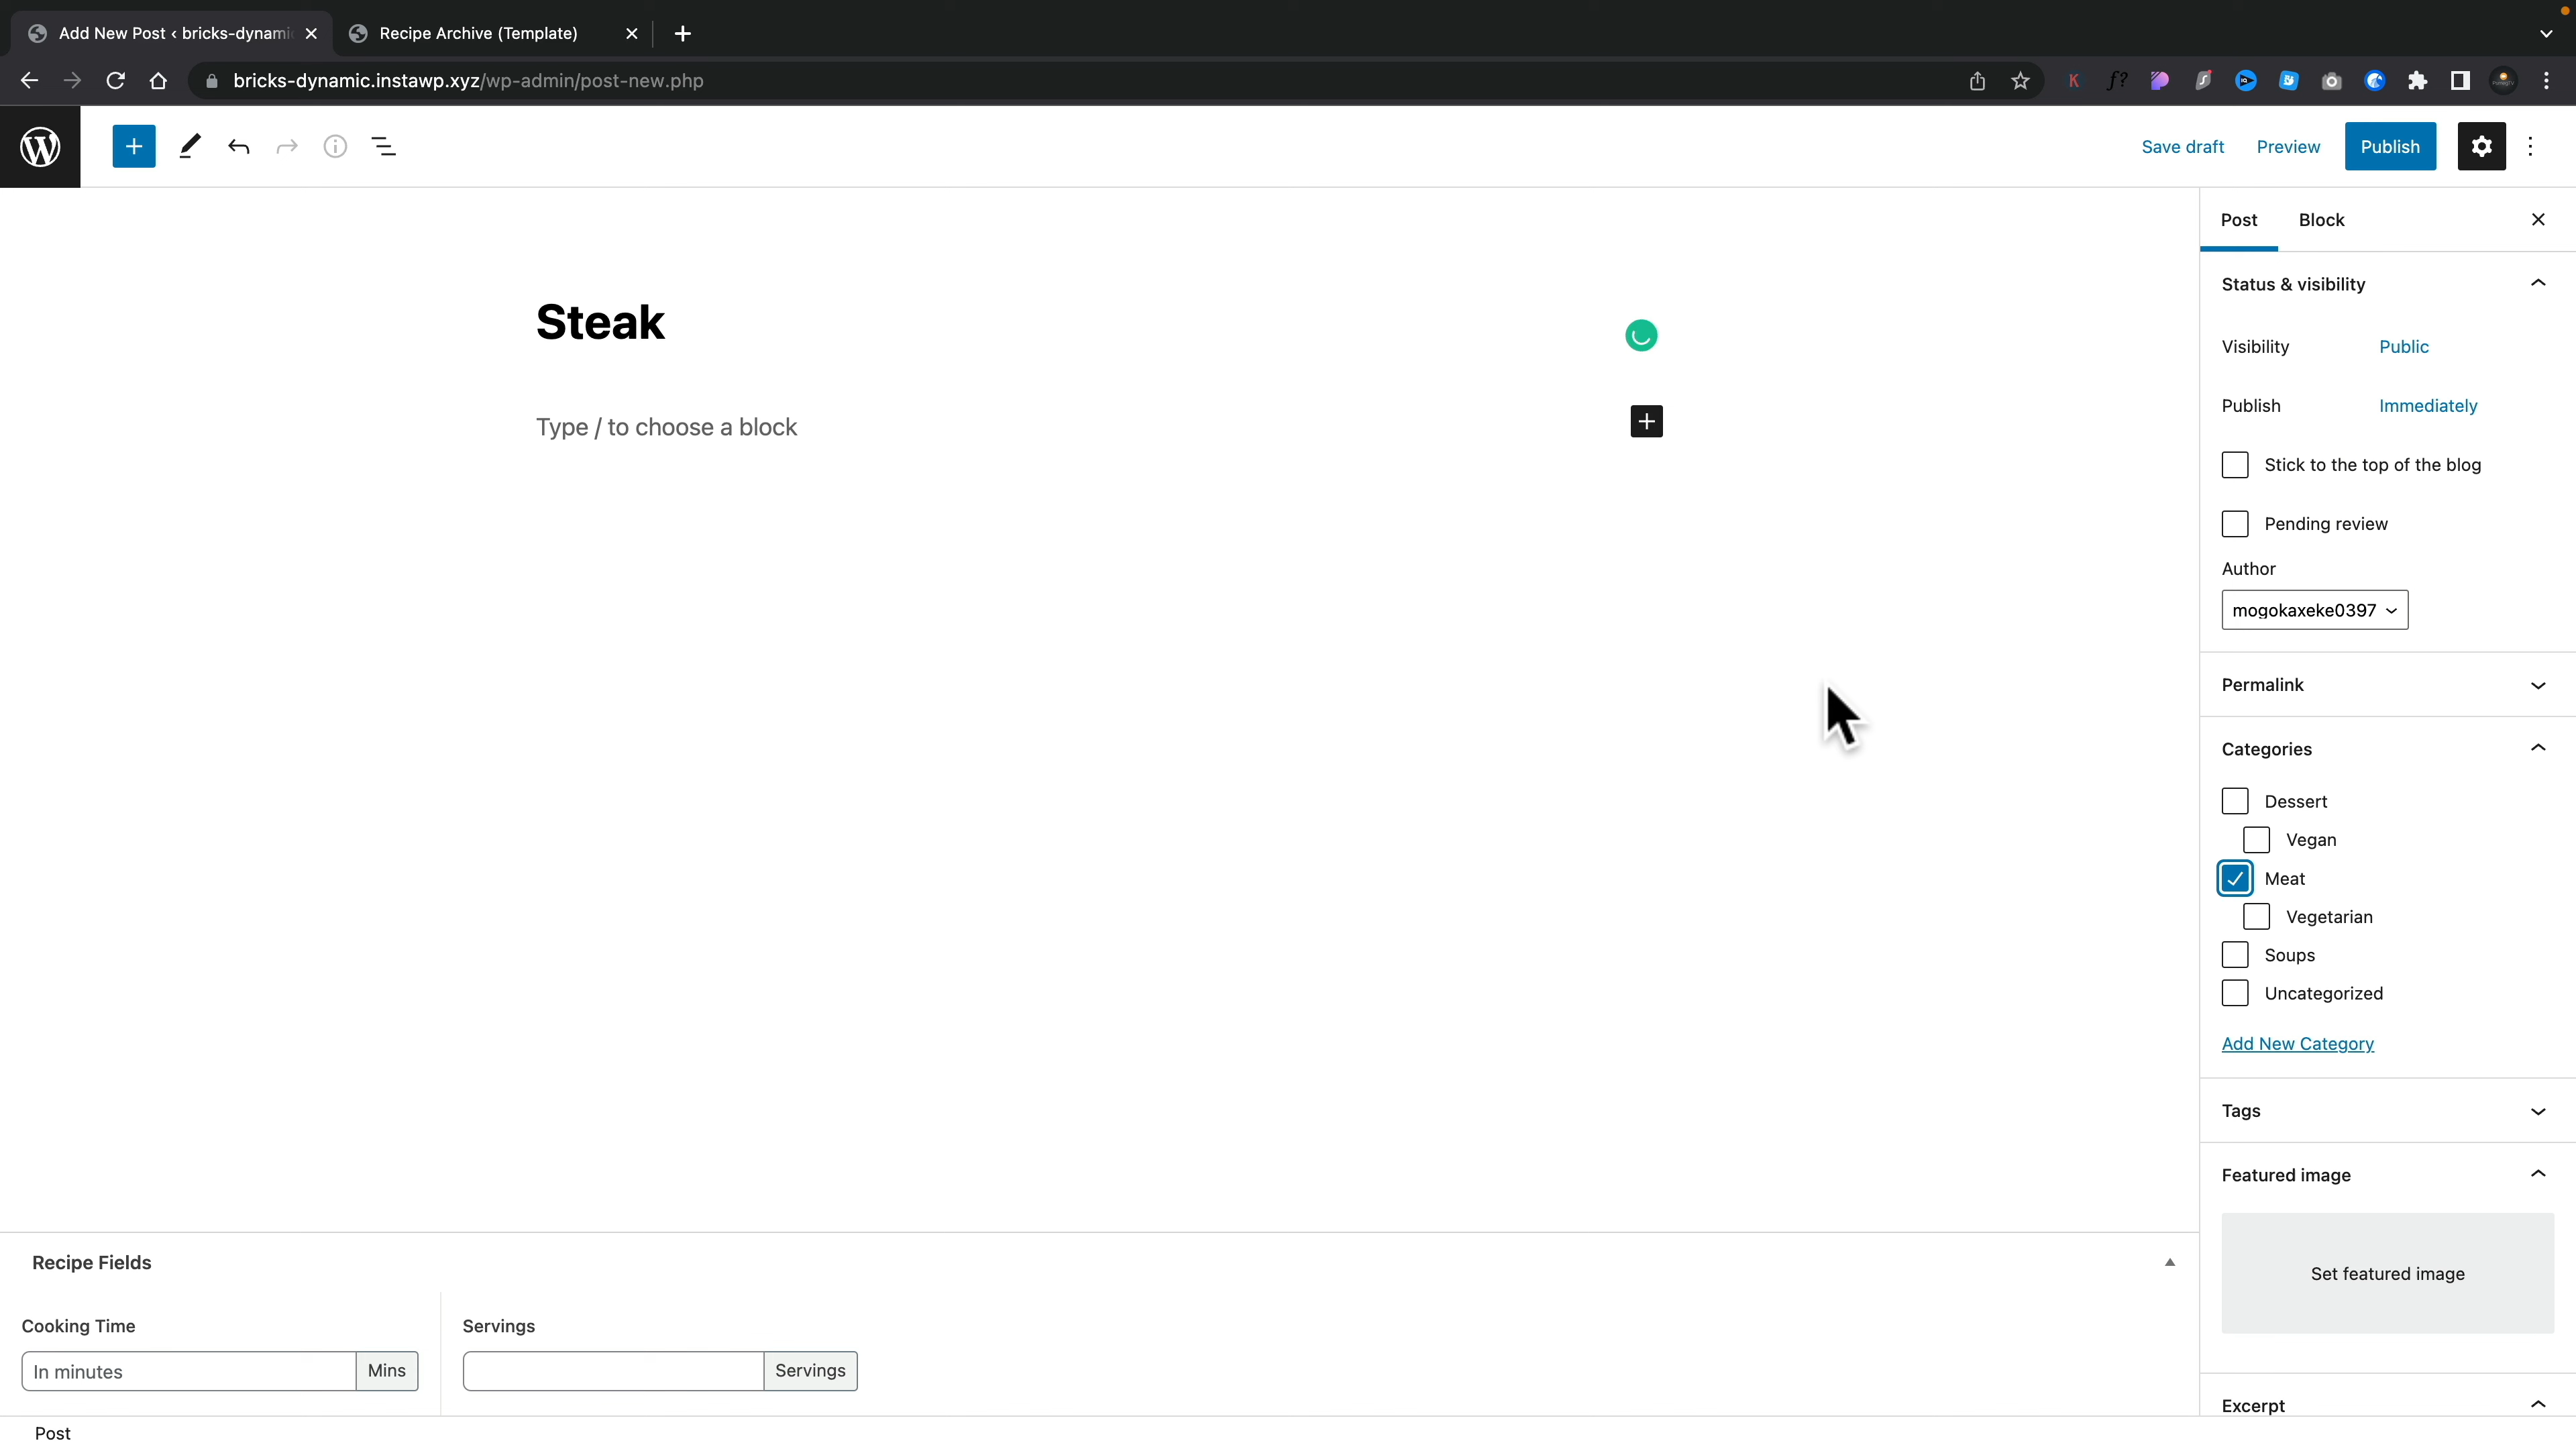 Add New Post ‹ bricks-dynami
Recipe Archive (Template)
bricks-dynamic.instawp.xyz/wp-admin/post-new.php
Save draft
Preview
Publish
Post
Block
Steak
Type / to choose a block
Status & visibility
Visibility
Public
Publish
Immediately
Stick to the top of the blog
Pending review
Author
mogokaxeke0397
Permalink
Categories
Dessert
Vegan
Meat
Vegetarian
Soups
Uncategorized
Add New Category
Tags
Featured image
Set featured image
Excerpt
Recipe Fields
Cooking Time
Servings
In minutes
Mins
Servings
Post